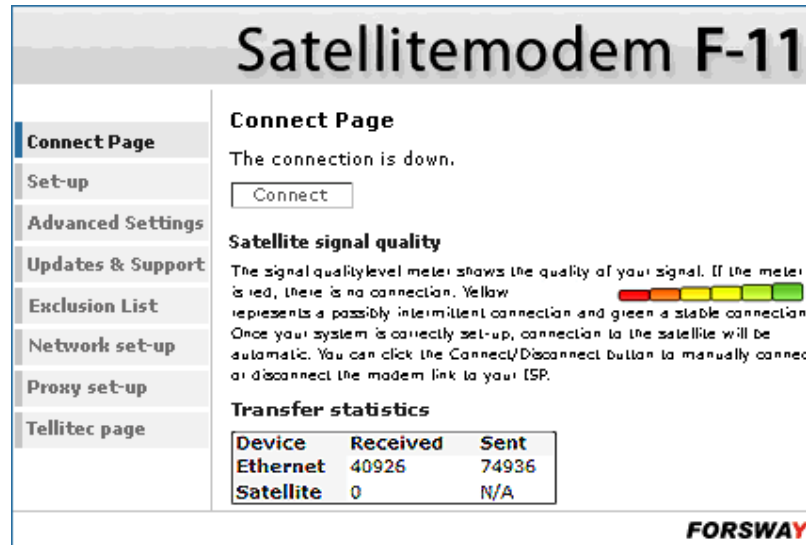 Satellitemodem F-11
Connect Page
Set-up
Advanced Settings
Updates & Support
Exclusion List
Network set-up
Proxy set-up
Tellitec page
Connect Page
The connection is down.
Connect
Satellite signal quality
The signal qualitylevel meter shows the quality of your signal. If the meter
is red, there is no connection. Yellow
represents a possibly intermittent connection and green a stable connection
Once your system is correctly set-up, connection to the satellite will be
automatic. You can click the Connect/Disconnect button to manually connec
or disconnect the modem link to your ISP.
Transfer statistics
Device Received Sent
Ethernet 40926 74936
Satellite 0 N/A
FORSWAY